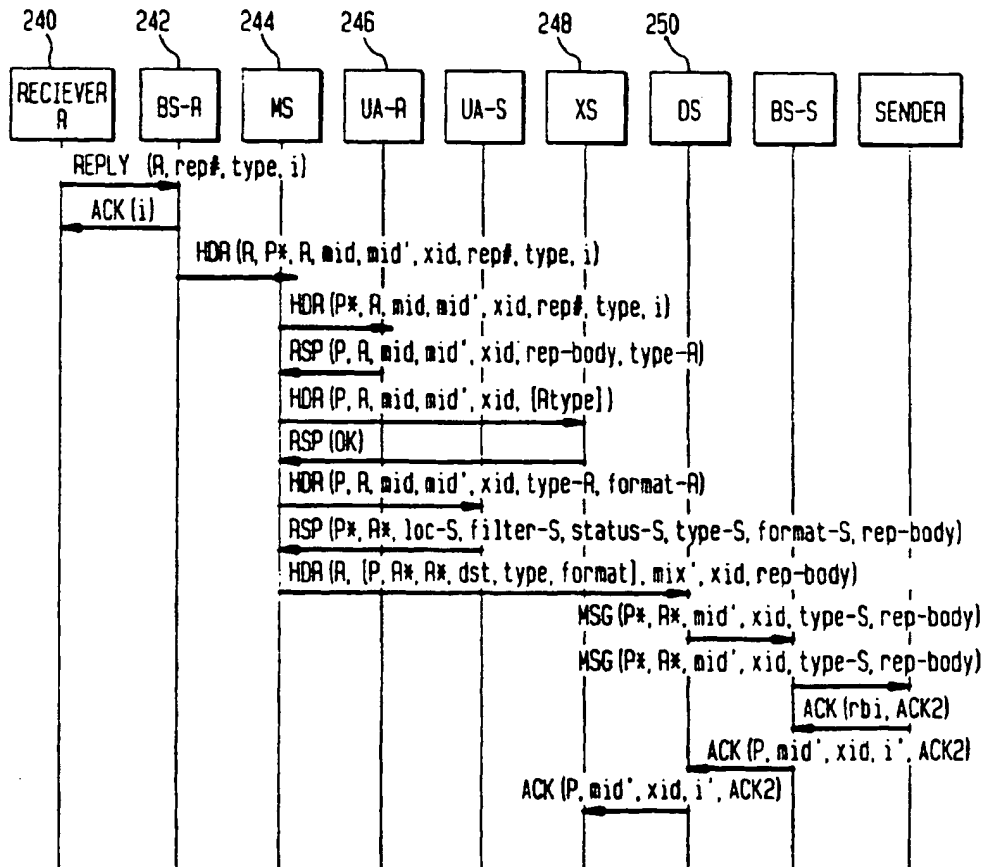 240 242 244 246 248 250
RECIEVER R BS-R MS UA-R UA-S XS DS BS-S SENDER
REPLY (R, rep#, type, i)
ACK (i)
HDR (R, P*, R, mid, mid', xid, rep#, type, i)
HDR (P*, R, mid, mid', xid, rep#, type, i)
RSP (P, R, mid, mid', xid, rep-body, type-R)
HDR (P, R, mid, mid', xid, [Rtype])
RSP (OK)
HDR (P, R, mid, mid', xid, type-R, format-R)
RSP (P*, R*, loc-S, filter-S, status-S, type-S, format-S, rep-body)
HDR (R, [P, R*, R*, dst, type, format], mix', xid, rep-body)
MSG (P*, R*, mid', xid, type-S, rep-body)
MSG (P*, R*, mid', xid, type-S, rep-body)
ACK (rbi, ACK2)
ACK (P, mid', xid, i', ACK2)
ACK (P, mid', xid, i', ACK2)